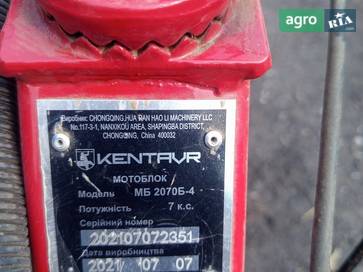 agro RIA
Виробник: CHONGQING,HUA DAN HAO LI MACHINERY LLC
No.117-3-1, NANXIKOU AREA, SHAPINGBA DISTRICT,
CHONGQING, China 400032
KENTAVR
МОТОБЛОК
Модель МБ 2070Б-4
Потужність 7 к.с.
Серійний номер
202107072351
Дата виробництва
2021 07 07